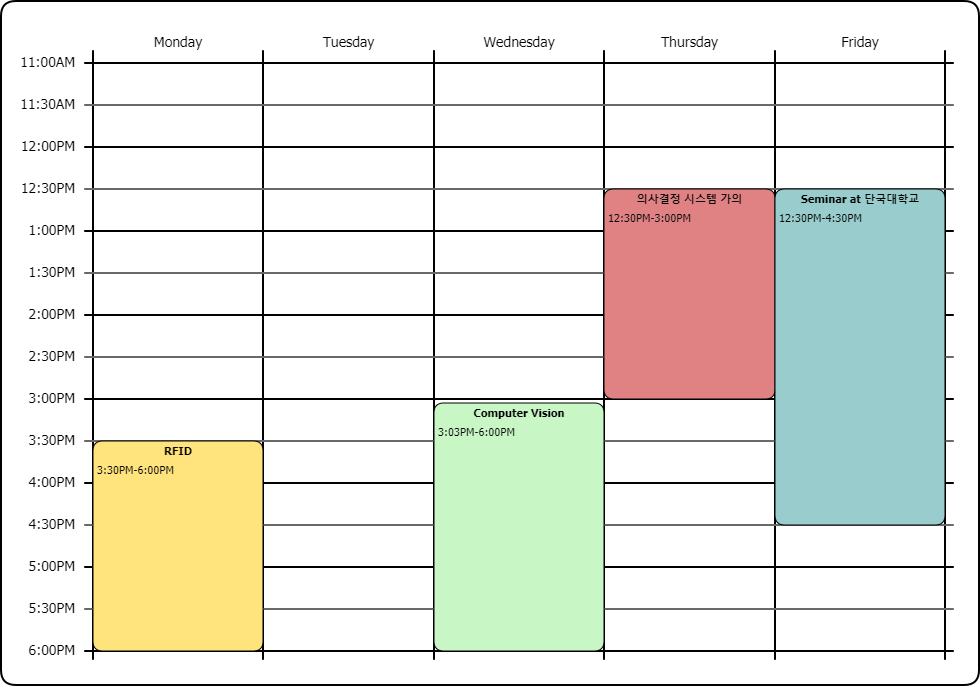 Monday Tuesday Wednesday Thursday Friday
11:00AM
11:30AM
12:00PM
12:30PM
의사결정 시스템 가의 Seminar at 단국대학교
12:30PM-3:00PM 12:30PM-4:30PM
1:00PM
1:30PM
2:00PM
2:30PM
3:00PM
Computer Vision
3:03PM-6:00PM
3:30PM
RFID
3:30PM-6:00PM
4:00PM
4:30PM
5:00PM
5:30PM
6:00PM